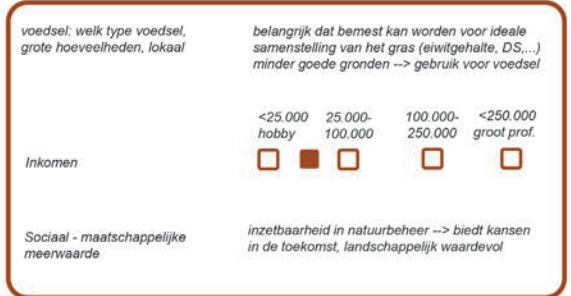 voedsel: welk type voedsel,
grote hoeveelheden, lokaal
belangrijk dat bemest kan worden voor ideale
samenstelling van het gras (eiwitgehalte, DS,...)
minder goede gronden --> gebruik voor voedsel
<25.000 25.000- 100.000- <250.000
hobby 100.000 250.000 groot prof.
Inkomen
Sociaal - maatschappelijke
meerwaarde
inzetbaarheid in natuurbeheer --> biedt kansen
in de toekomst, landschappelijk waardevol